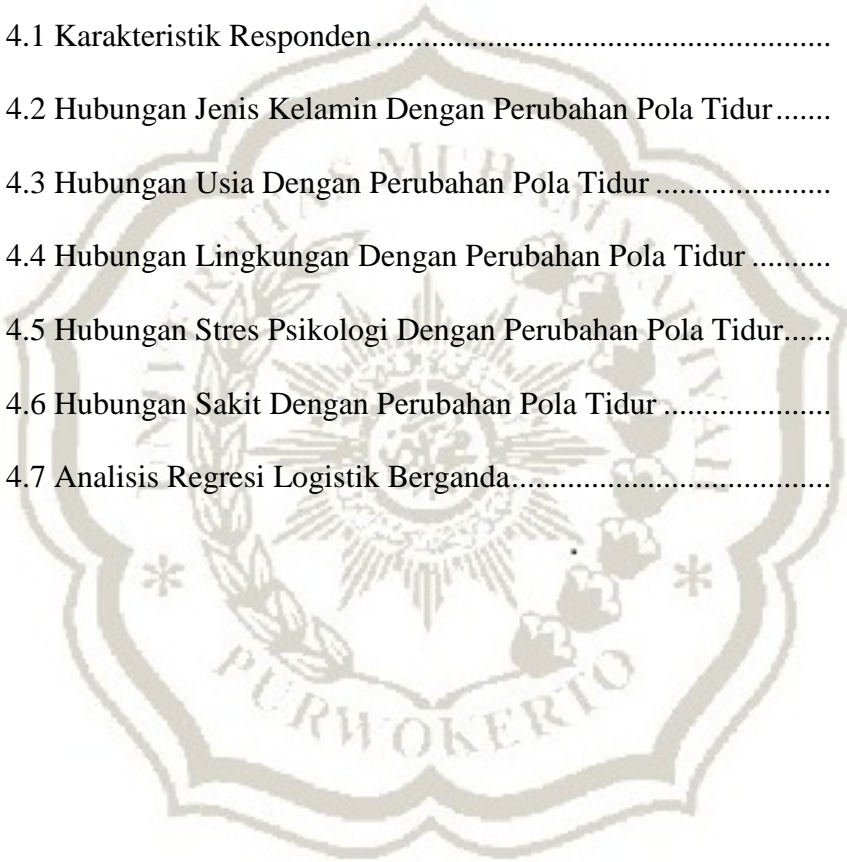 4.1 Karakteristik Responden .................................................
4.2 Hubungan Jenis Kelamin Dengan Perubahan Pola Tidur .......
4.3 Hubungan Usia Dengan Perubahan Pola Tidur .....................
4.4 Hubungan Lingkungan Dengan Perubahan Pola Tidur ..........
4.5 Hubungan Stres Psikologi Dengan Perubahan Pola Tidur......
4.6 Hubungan Sakit Dengan Perubahan Pola Tidur ....................
4.7 Analisis Regresi Logistik Berganda...................................
UNIVERSITAS MUHAMMADIYAH
PURWOKERTO